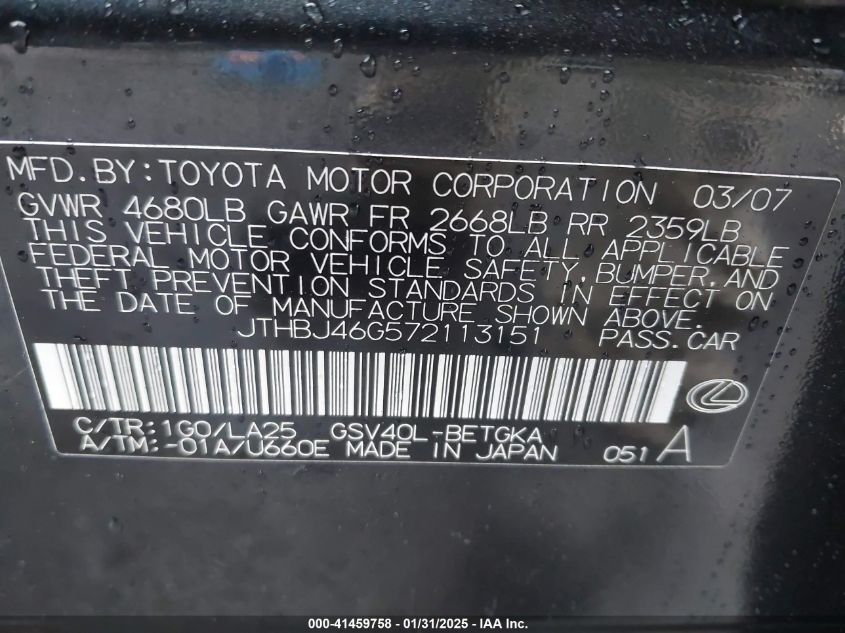 MFD.BY:TOYOTA MOTOR CORPORATION 03/07
GVWR 4680LB GAWR FR 2668LB RR 2359LB
THIS VEHICLE CONFORMS TO ALL APPLICABLE
FEDERAL MOTOR VEHICLE SAFETY, BUMPER, AND
THEFT PREVENTION STANDARDS IN EFFECT ON
THE DATE OF MANUFACTURE SHOWN ABOVE.
JTHBJ46G572113151 PASS.CAR
C/TR:1G0/LA25 GSV40L-BETGKA
A/TM:-01A/U660E MADE IN JAPAN 051 A
000-41459758 - 01/31/2025 - IAA Inc.